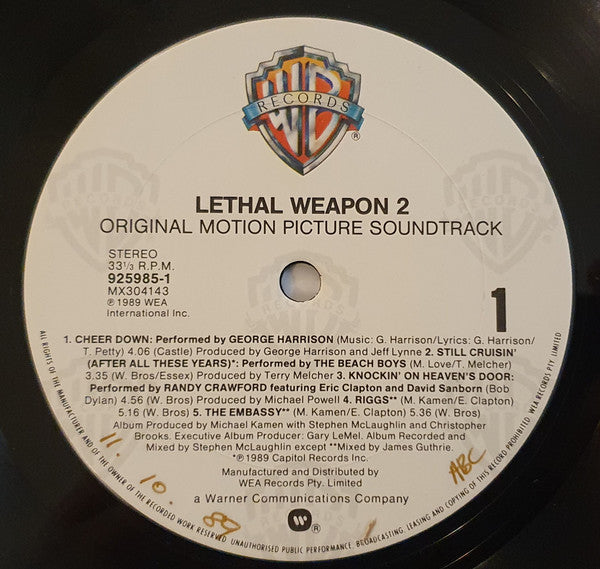 WB
RECORDS
®
LETHAL WEAPON 2
ORIGINAL MOTION PICTURE SOUNDTRACK
STEREO
33⅓ R.P.M.
925985-1
MX304143
℗ 1989 WEA
International Inc.
1
1. CHEER DOWN: Performed by GEORGE HARRISON (Music: G. Harrison/Lyrics: G. Harrison/
T. Petty) 4.06 (Castle) Produced by George Harrison and Jeff Lynne 2. STILL CRUISIN'
(AFTER ALL THESE YEARS)*: Performed by THE BEACH BOYS (M. Love/T. Melcher)
3.35 (W. Bros/Essex) Produced by Terry Melcher 3. KNOCKIN' ON HEAVEN'S DOOR:
Performed by RANDY CRAWFORD featuring Eric Clapton and David Sanborn (Bob
Dylan) 4.56 (W. Bros) Produced by Michael Powell 4. RIGGS** (M. Kamen/E. Clapton)
5.16 (W. Bros) 5. THE EMBASSY** (M. Kamen/E. Clapton) 5.36 (W. Bros)
Album Produced by Michael Kamen with Stephen McLaughlin and Christopher
Brooks. Executive Album Producer: Gary LeMel. Album Recorded and
Mixed by Stephen McLaughlin except **Mixed by James Guthrie.
*℗ 1989 Capitol Records Inc.
Manufactured and Distributed by
WEA Records Pty. Limited
a Warner Communications Company
®
11. 10. 89
ABC
ALL RIGHTS OF THE MANUFACTURER AND OF THE OWNER OF THE RECORDED WORK RESERVED. UNAUTHORISED PUBLIC PERFORMANCE, BROADCASTING, LEASING AND COPYING OF THIS RECORD PROHIBITED. WEA RECORDS PTY. LIMITED